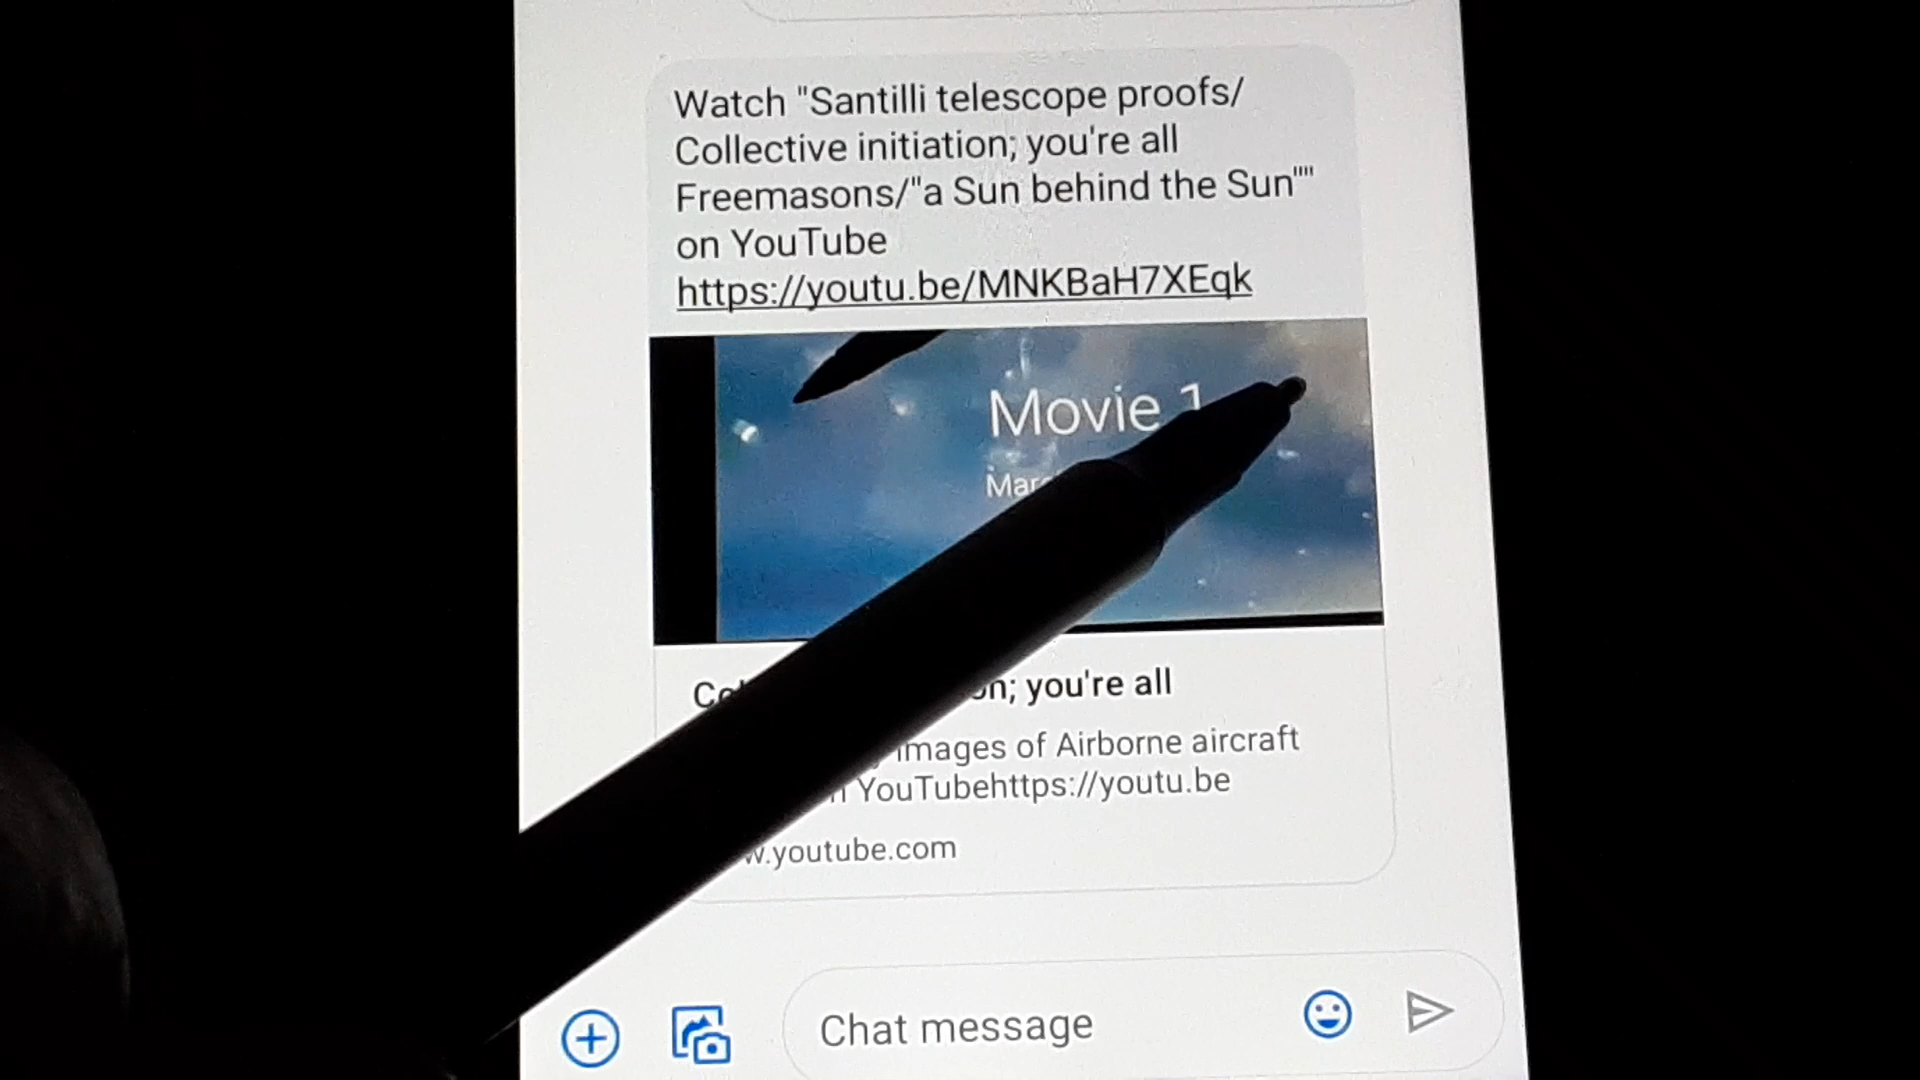 Watch "Santilli telescope proofs/
Collective initiation; you're all
Freemasons/"a Sun behind the Sun""
on YouTube
https://youtu.be/MNKBaH7XEqk
Movie 1
you're all
images of Airborne aircraft
YouTubehttps://youtu.be
w.youtube.com
Chat message